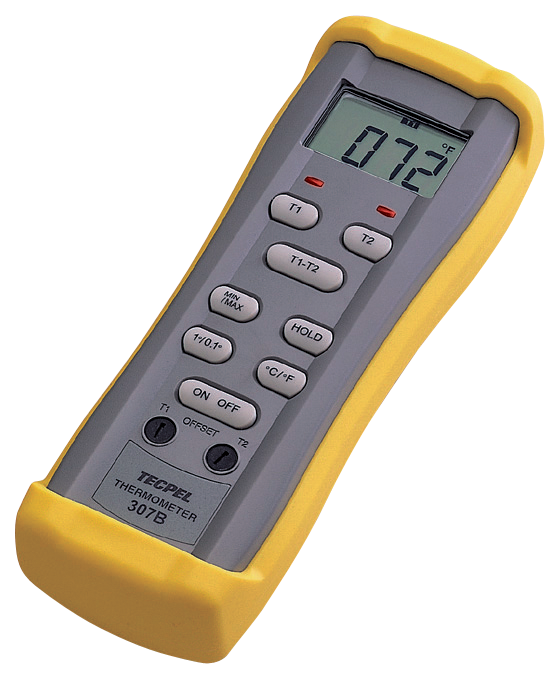 072 °F
T1
T2
T1-T2
MIN
/MAX
HOLD
1°/0.1°
°C/°F
ON OFF
T1 OFFSET T2
TECPEL
THERMOMETER
307B